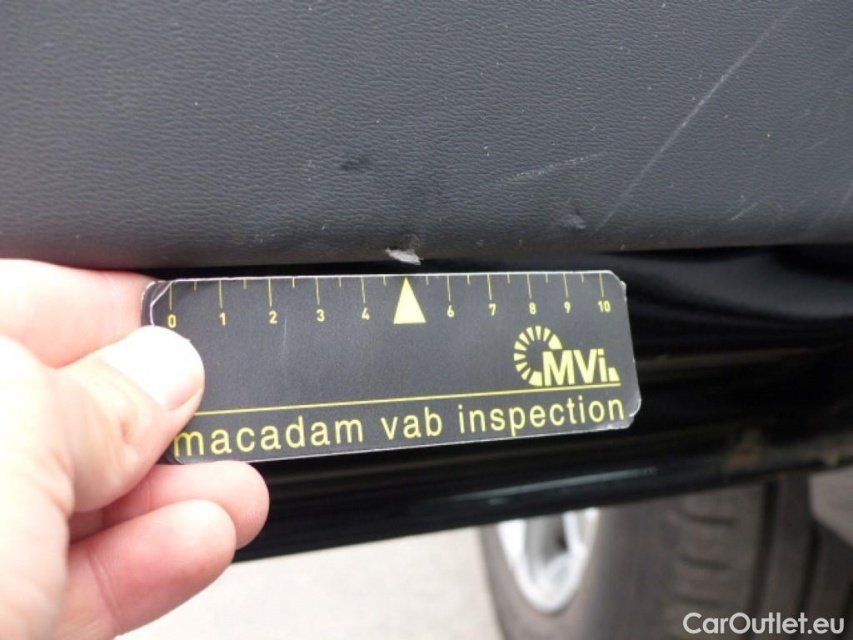 0 1 2 3 4 6 7 8 9 10
MVi
macadam vab inspection
CarOutlet.eu